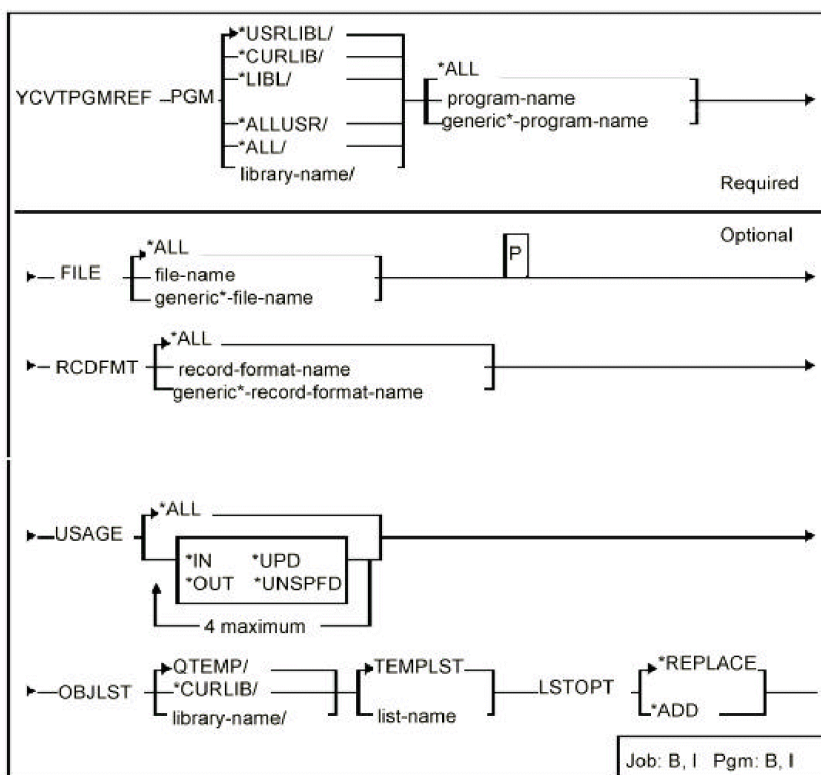 *USRLIBL/
*CURLIB/
*LIBL/
*ALL
YCVTPGMREF PGM
program-name
*ALLUSR/
generic*-program-name
*ALL/
library-name/
Required
Optional
*ALL
P
FILE
file-name
generic*-file-name
*ALL
RCDFMT
record-format-name
generic*-record-format-name
*ALL
USAGE
*IN *UPD
*OUT *UNSPFD
4 maximum
QTEMP/
TEMPLST
*REPLACE
OBJLST
*CURLIB/
LSTOPT
library-name/
list-name
*ADD
Job: B, I Pgm: B, I